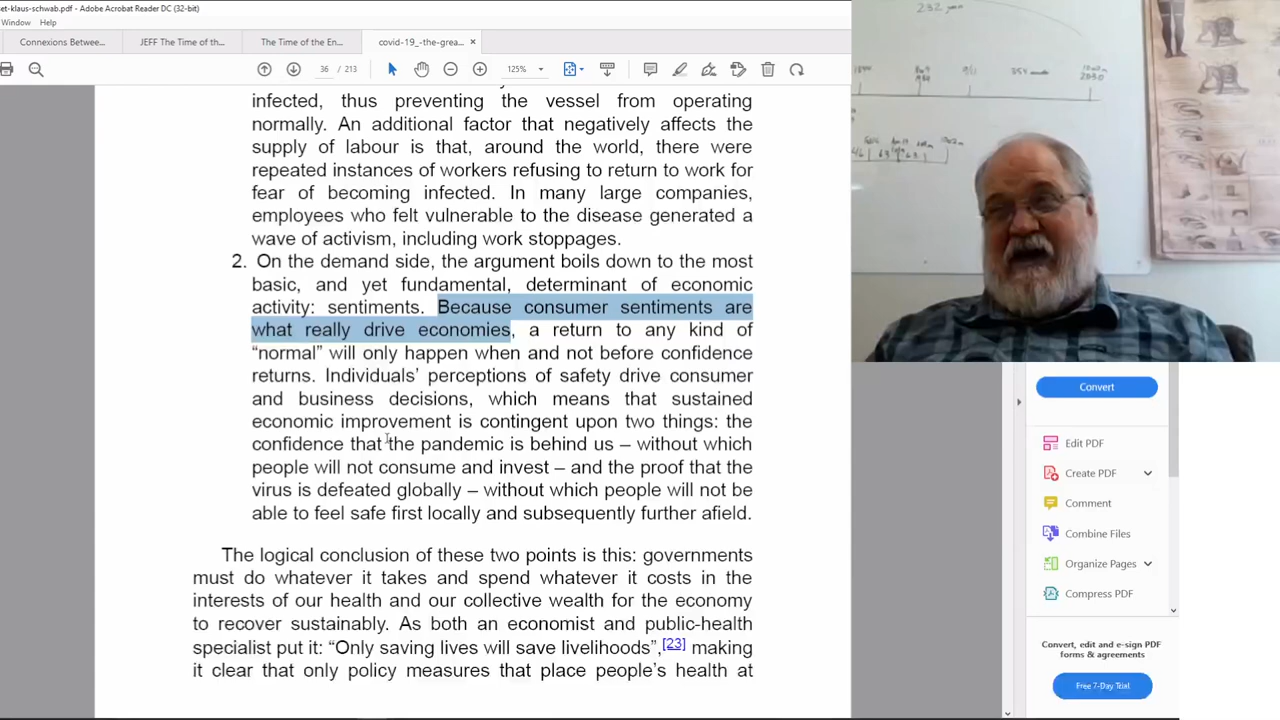 et-klaus-schwab.pdf - Adobe Acrobat Reader DC (32-bit)
Window Help
Connexions Betwee...
JEFF The Time of th...
The Time of the En...
covid-19_-the-grea... ×
36 / 213
125%
infected, thus preventing the vessel from operating
normally. An additional factor that negatively affects the
supply of labour is that, around the world, there were
repeated instances of workers refusing to return to work for
fear of becoming infected. In many large companies,
employees who felt vulnerable to the disease generated a
wave of activism, including work stoppages.
2. On the demand side, the argument boils down to the most
basic, and yet fundamental, determinant of economic
activity: sentiments. Because consumer sentiments are
what really drive economies, a return to any kind of
“normal” will only happen when and not before confidence
returns. Individuals’ perceptions of safety drive consumer
and business decisions, which means that sustained
economic improvement is contingent upon two things: the
confidence that the pandemic is behind us – without which
people will not consume and invest – and the proof that the
virus is defeated globally – without which people will not be
able to feel safe first locally and subsequently further afield.
The logical conclusion of these two points is this: governments
must do whatever it takes and spend whatever it costs in the
interests of our health and our collective wealth for the economy
to recover sustainably. As both an economist and public-health
specialist put it: “Only saving lives will save livelihoods”,[23] making
it clear that only policy measures that place people’s health at
232
9/11
2030
Convert
Edit PDF
Create PDF
Comment
Combine Files
Organize Pages
Compress PDF
Convert, edit and e-sign PDF
forms & agreements
Free 7-Day Trial